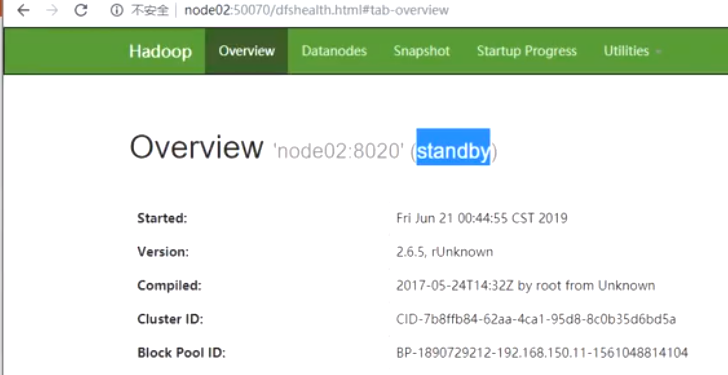 不安全 node02:50070/dfshealth.html#tab-overview
Hadoop Overview Datanodes Snapshot Startup Progress Utilities
Overview 'node02:8020' (standby)
Started: Fri Jun 21 00:44:55 CST 2019
Version: 2.6.5, rUnknown
Compiled: 2017-05-24T14:32Z by root from Unknown
Cluster ID: CID-7b8ffb84-62aa-4ca1-95d8-8c0b35d6bd5a
Block Pool ID: BP-1890729212-192.168.150.11-1561048814104